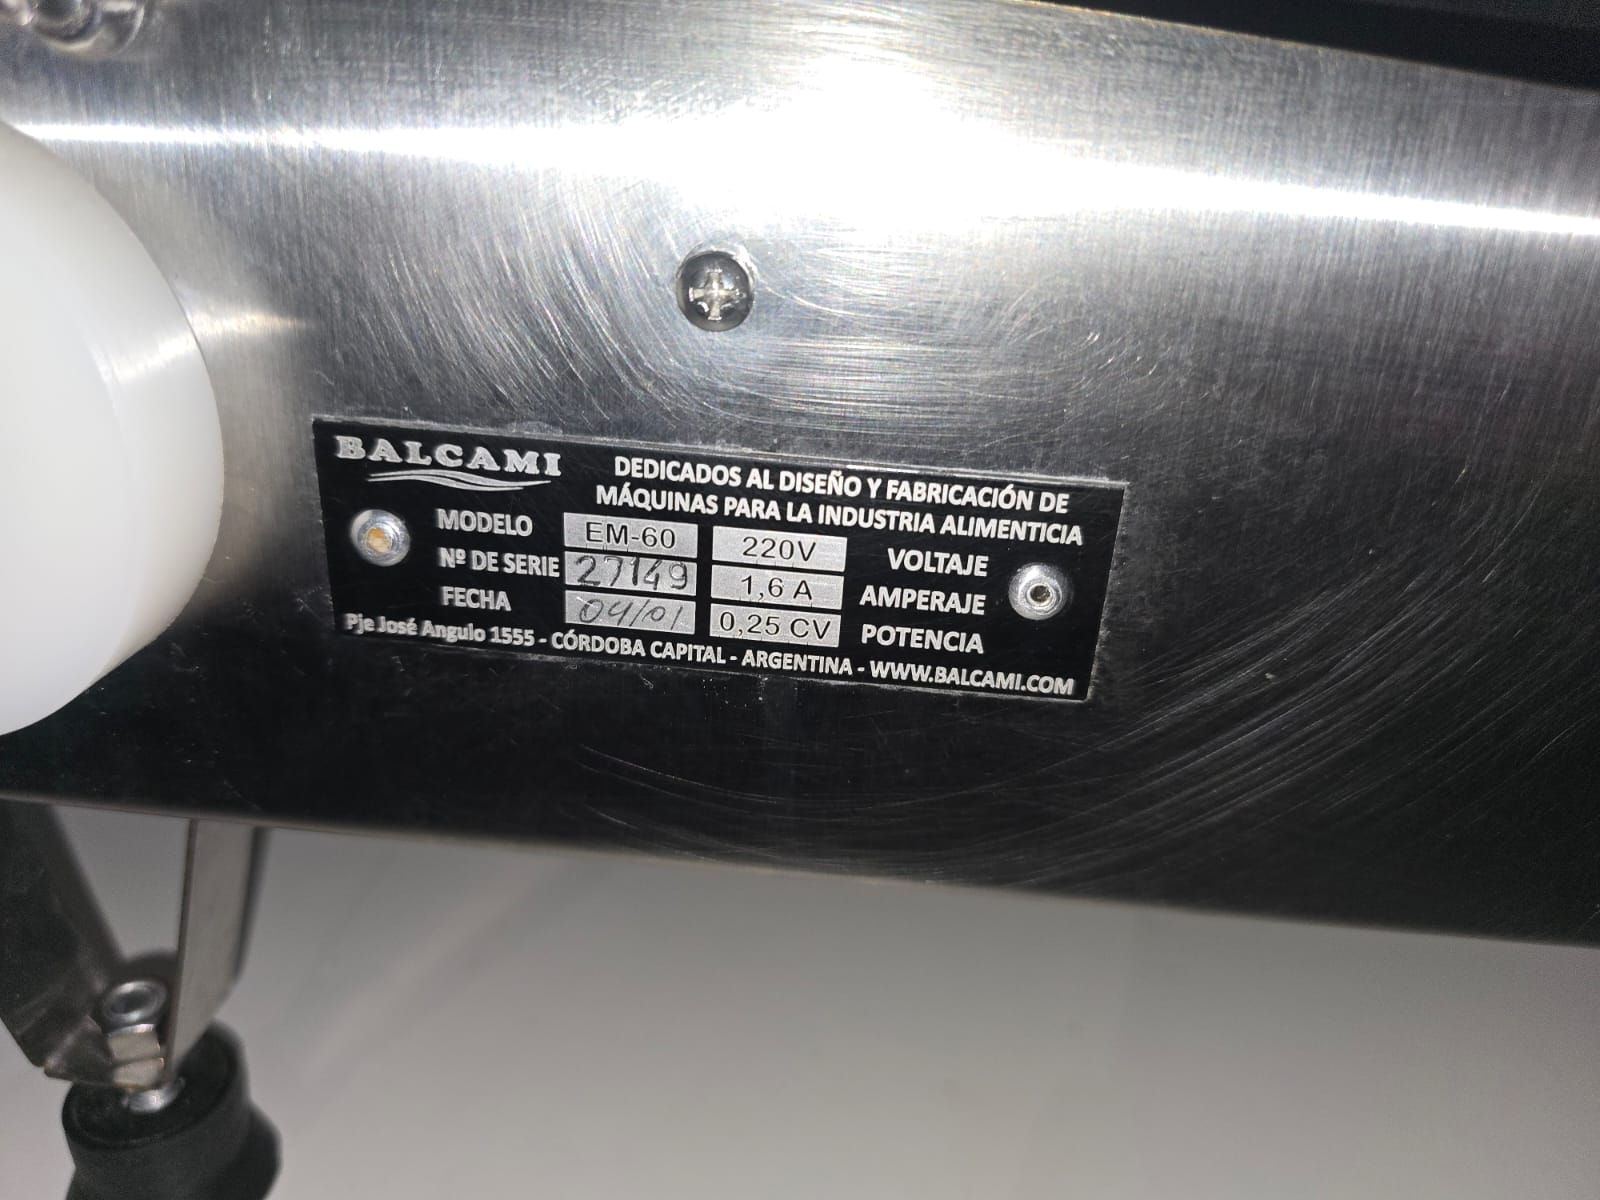 BALCAMI
DEDICADOS AL DISEÑO Y FABRICACIÓN DE
MÁQUINAS PARA LA INDUSTRIA ALIMENTICIA
MODELO EM-60 220V VOLTAJE
Nº DE SERIE 27149 1,6 A AMPERAJE
FECHA 04/01 0,25 CV POTENCIA
Pje José Angulo 1555 - CÓRDOBA CAPITAL - ARGENTINA - WWW.BALCAMI.COM